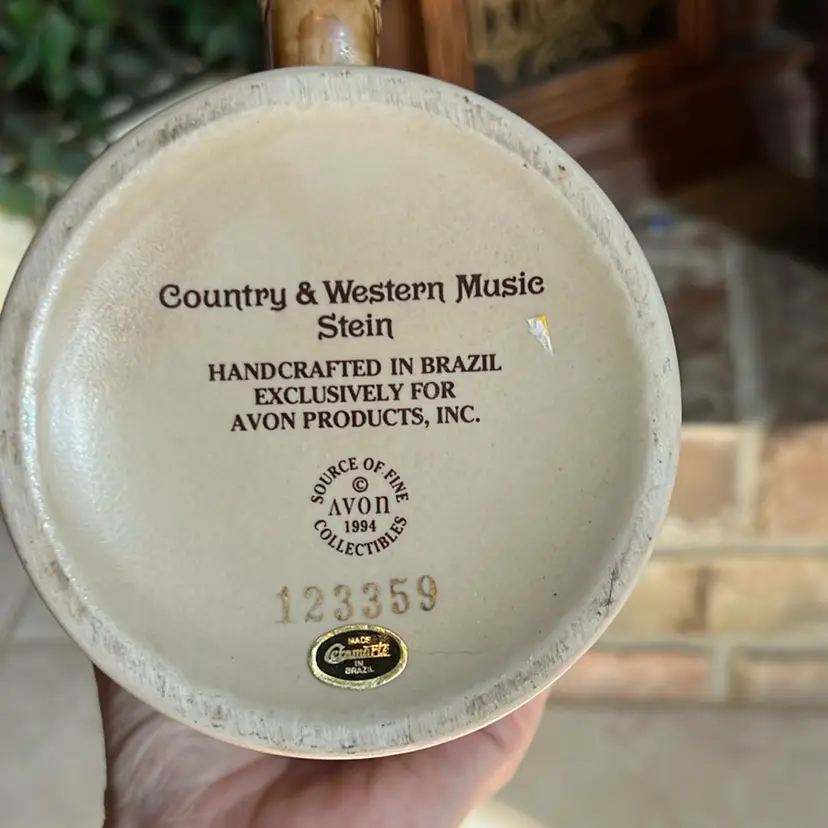 Country & Western Music
Stein
HANDCRAFTED IN BRAZIL
EXCLUSIVELY FOR
AVON PRODUCTS, INC.
SOURCE OF FINE
©
AVON
1994
COLLECTIBLES
123359
MADE
CeramarTe
IN
BRAZIL